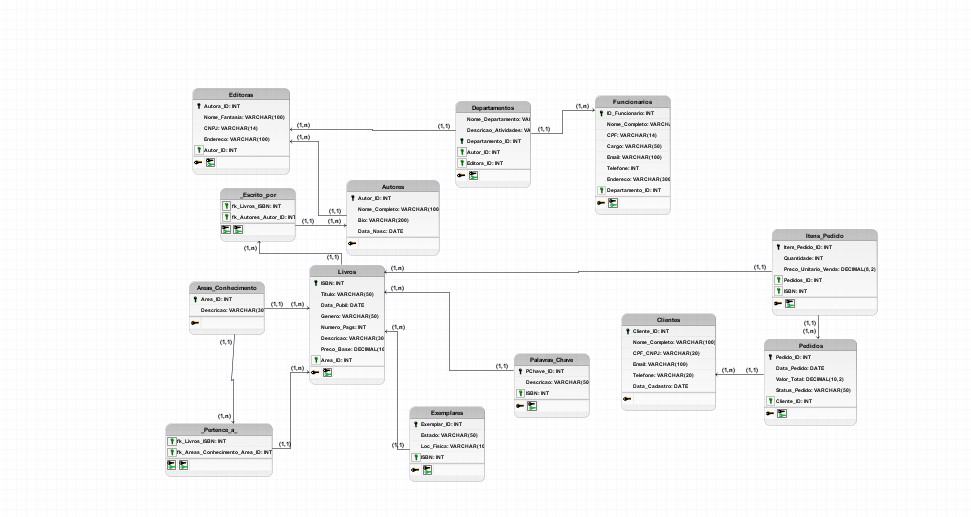 Editoras
Autora_ID: INT
Nome_Fantasia: VARCHAR(100)
CNPJ: VARCHAR(14)
Endereco: VARCHAR(100)
Autor_ID: INT
(1,n)
(1,n)
Departamentos
Nome_Departamento: VAI
Descricao_Atividades: VA
Departamento_ID: INT
Autor_ID: INT
Editora_ID: INT
(1,1)
(1,1)
(1,n)
Funcionarios
ID_Funcionario: INT
Nome_Completo: VARCHA
CPF: VARCHAR(14)
Cargo: VARCHAR(50)
Email: VARCHAR(100)
Telefone: INT
Endereco: VARCHAR(300
Departamento_ID: INT
_Escrito_por
fk_Livros_ISBN: INT
fk_Autores_Autor_ID: INT
(1,1)
(1,n)
(1,n)
Autores
Autor_ID: INT
Nome_Completo: VARCHAR(100
Bio: VARCHAR(200)
Data_Nasc: DATE
(1,1)
(1,1)
Livros
ISBN: INT
Titulo: VARCHAR(50)
Data_Publ: DATE
Genero: VARCHAR(50)
Numero_Pags: INT
Descricao: VARCHAR(30
Preco_Base: DECIMAL(10
Area_ID: INT
(1,n)
(1,n)
(1,n)
(1,n)
Areas_Conhecimento
Area_ID: INT
Descricao: VARCHAR(30
(1,1)
(1,n)
(1,1)
(1,n)
_Pertence_a_
fk_Livros_ISBN: INT
fk_Areas_Conhecimento_Area_ID: INT
(1,1)
Exemplares
Exemplar_ID: INT
Estado: VARCHAR(50)
Loc_Fisica: VARCHAR(10
ISBN: INT
(1,1)
Palavras_Chave
PChave_ID: INT
Descricao: VARCHAR(50
ISBN: INT
(1,1)
Clientes
Cliente_ID: INT
Nome_Completo: VARCHAR(100)
CPF_CNPJ: VARCHAR(20)
Email: VARCHAR(100)
Telefone: VARCHAR(20)
Data_Cadastro: DATE
(1,n)
(1,1)
Itens_Pedido
Item_Pedido_ID: INT
Quantidade: INT
Preco_Unitario_Venda: DECIMAL(8,2)
Pedidos_ID: INT
ISBN: INT
(1,1)
(1,1)
(1,n)
Pedidos
Pedido_ID: INT
Data_Pedido: DATE
Valor_Total: DECIMAL(10,2)
Status_Pedido: VARCHAR(50)
Cliente_ID: INT